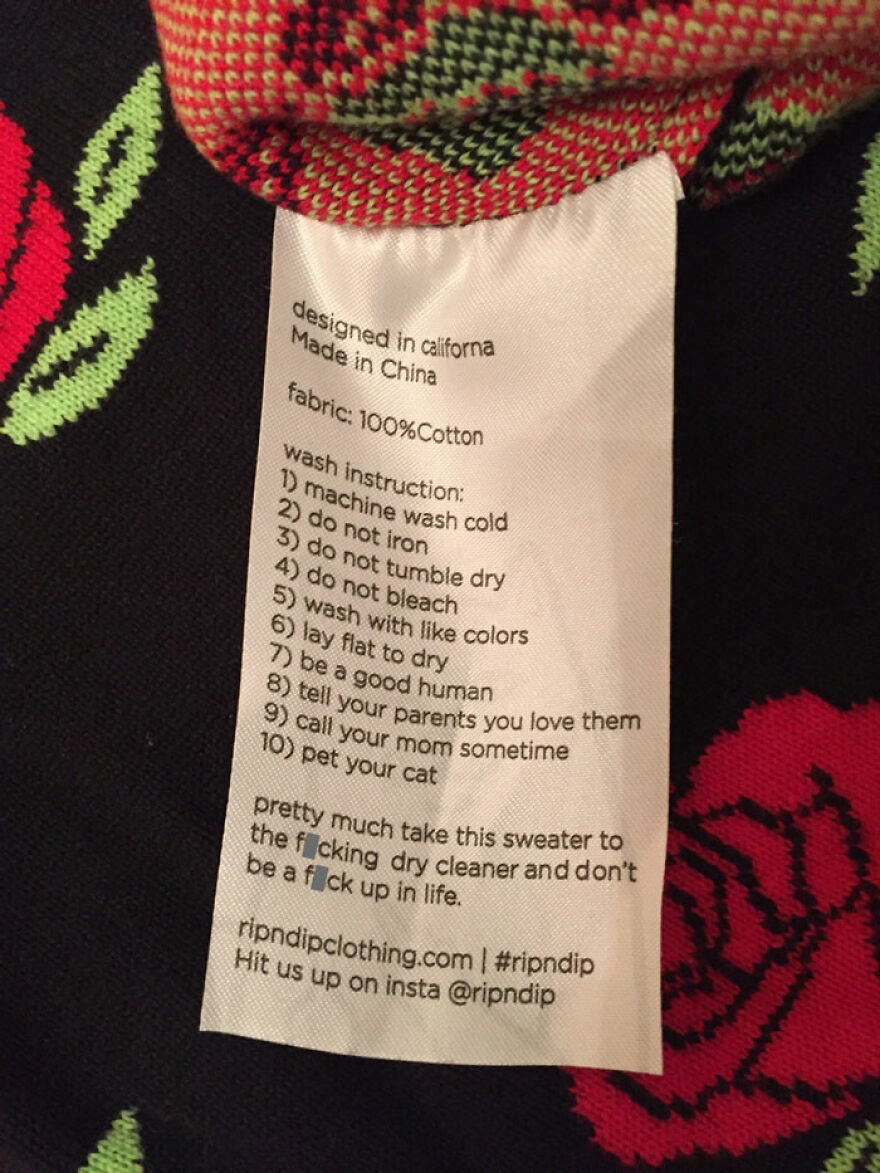 designed in californa
Made in China
fabric: 100%Cotton
wash instruction:
1) machine wash cold
2) do not iron
3) do not tumble dry
4) do not bleach
5) wash with like colors
6) lay flat to dry
7) be a good human
8) tell your parents you love them
9) call your mom sometime
10) pet your cat
pretty much take this sweater to
the f█cking dry cleaner and don't
be a f█ck up in life.
ripndipclothing.com | #ripndip
Hit us up on insta @ripndip